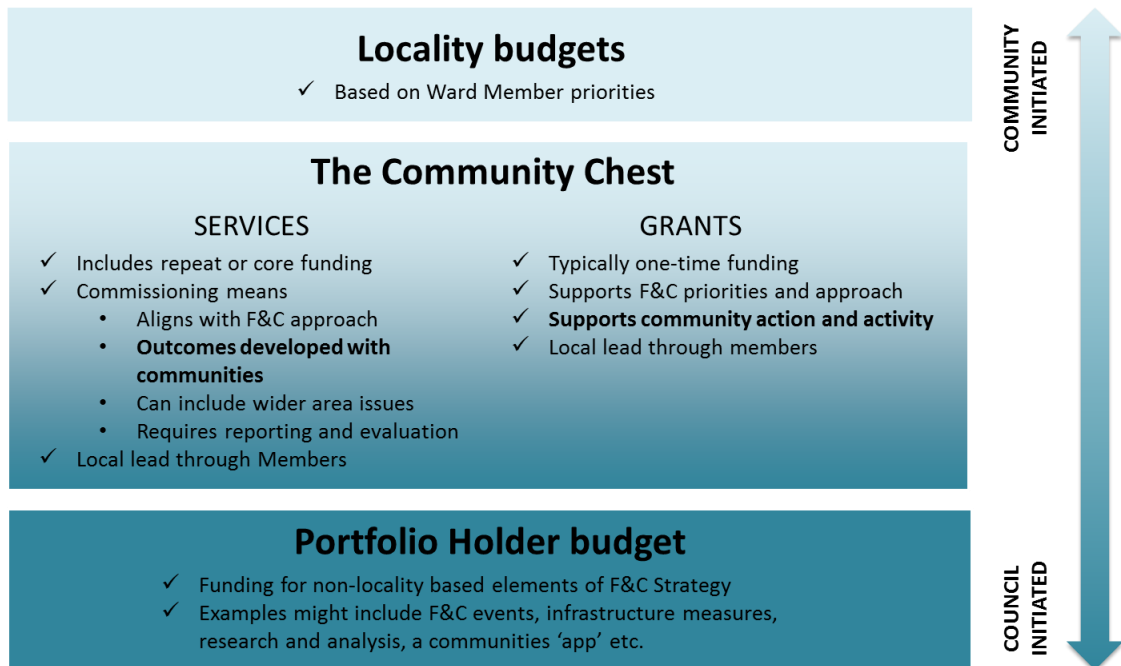 Locality budgets
✓ Based on Ward Member priorities
The Community Chest
SERVICES
✓ Includes repeat or core funding
✓ Commissioning means
• Aligns with F&C approach
• Outcomes developed with
communities
• Can include wider area issues
• Requires reporting and evaluation
✓ Local lead through Members
GRANTS
✓ Typically one-time funding
✓ Supports F&C priorities and approach
✓ Supports community action and activity
✓ Local lead through members
Portfolio Holder budget
✓ Funding for non-locality based elements of F&C Strategy
✓ Examples might include F&C events, infrastructure measures,
research and analysis, a communities ‘app’ etc.
COMMUNITY
INITIATED
COUNCIL
INITIATED